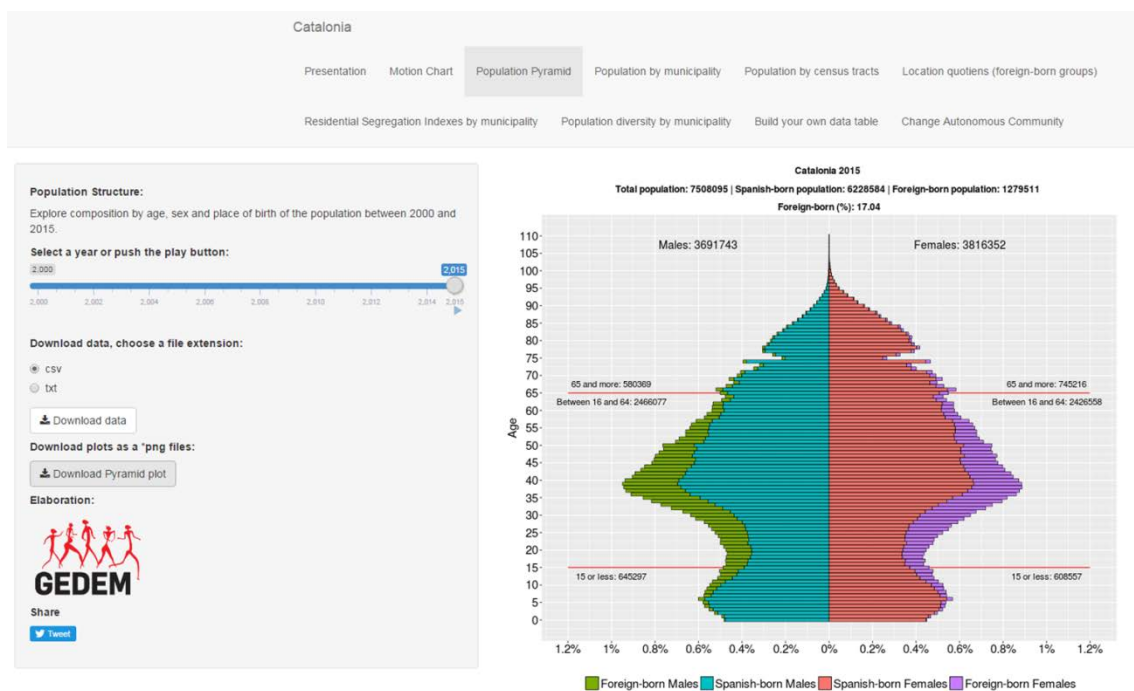 Catalonia
Presentation Motion Chart Population Pyramid Population by municipality Population by census tracts Location quotiens (foreign-born groups)
Residential Segregation Indexes by municipality Population diversity by municipality Build your own data table Change Autonomous Community
Population Structure:
Explore composition by age, sex and place of birth of the population between 2000 and
2015.
Select a year or push the play button:
2.000 2,015
2,000 2,002 2,004 2,006 2,008 2,010 2,012 2,014 2,015
Download data, choose a file extension:
csv
txt
Download data
Download plots as a *png files:
Download Pyramid plot
Elaboration:
GEDEM
Share
Tweet
Catalonia 2015
Total population: 7508095 | Spanish-born population: 6228584 | Foreign-born population: 1279511
Foreign-born (%): 17.04
Males: 3691743 Females: 3816352
110
105
100
95
90
85
80
75
70
65
60
55
50
45
40
35
30
25
20
15
10
5
0
Age
65 and more: 580369 65 and more: 745216
Between 16 and 64: 2466077 Between 16 and 64: 2426558
15 or less: 645297 15 or less: 608557
1.2% 1% 0.8% 0.6% 0.4% 0.2% 0% 0.2% 0.4% 0.6% 0.8% 1% 1.2%
Foreign-born Males Spanish-born Males Spanish-born Females Foreign-born Females